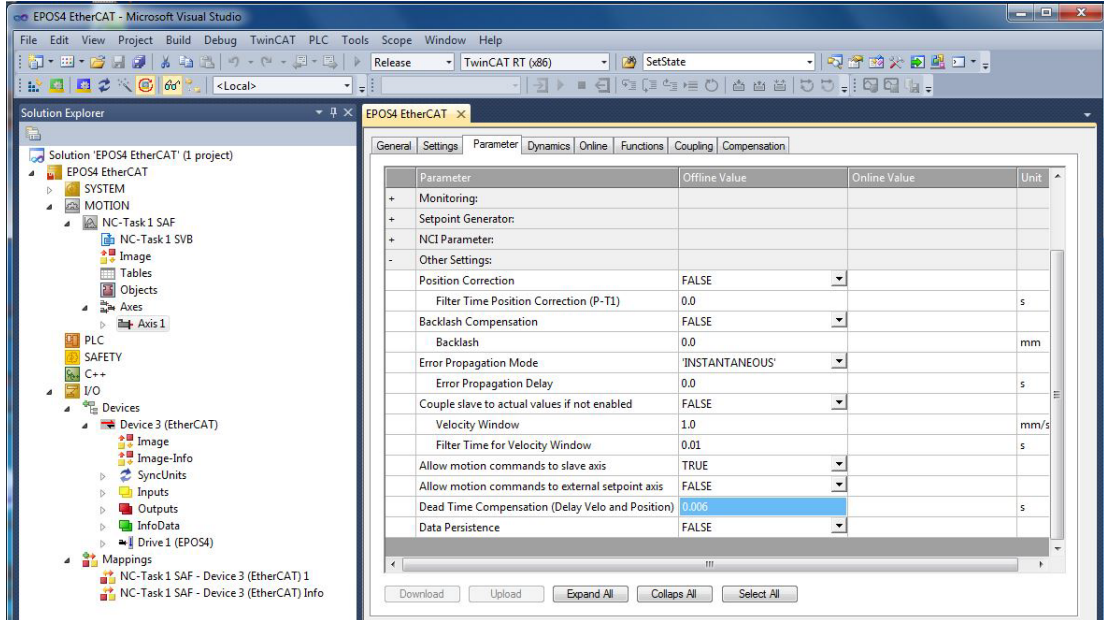 EPOS4 EtherCAT - Microsoft Visual Studio
File Edit View Project Build Debug TwinCAT PLC Tools Scope Window Help
Release TwinCAT RT (x86) SetState
<Local>
Solution Explorer
Solution 'EPOS4 EtherCAT' (1 project)
EPOS4 EtherCAT
SYSTEM
MOTION
NC-Task 1 SAF
NC-Task 1 SVB
Image
Tables
Objects
Axes
Axis 1
PLC
SAFETY
C++
I/O
Devices
Device 3 (EtherCAT)
Image
Image-Info
SyncUnits
Inputs
Outputs
InfoData
Drive 1 (EPOS4)
Mappings
NC-Task 1 SAF - Device 3 (EtherCAT) 1
NC-Task 1 SAF - Device 3 (EtherCAT) Info
EPOS4 EtherCAT
General Settings Parameter Dynamics Online Functions Coupling Compensation
Parameter Offline Value Online Value Unit
+ Monitoring:
+ Setpoint Generator:
+ NCI Parameter:
- Other Settings:
Position Correction FALSE
Filter Time Position Correction (P-T1) 0.0 s
Backlash Compensation FALSE
Backlash 0.0 mm
Error Propagation Mode 'INSTANTANEOUS'
Error Propagation Delay 0.0 s
Couple slave to actual values if not enabled FALSE
Velocity Window 1.0 mm/s
Filter Time for Velocity Window 0.01 s
Allow motion commands to slave axis TRUE
Allow motion commands to external setpoint axis FALSE
Dead Time Compensation (Delay Velo and Position) 0.006 s
Data Persistence FALSE
Download Upload Expand All Collaps All Select All